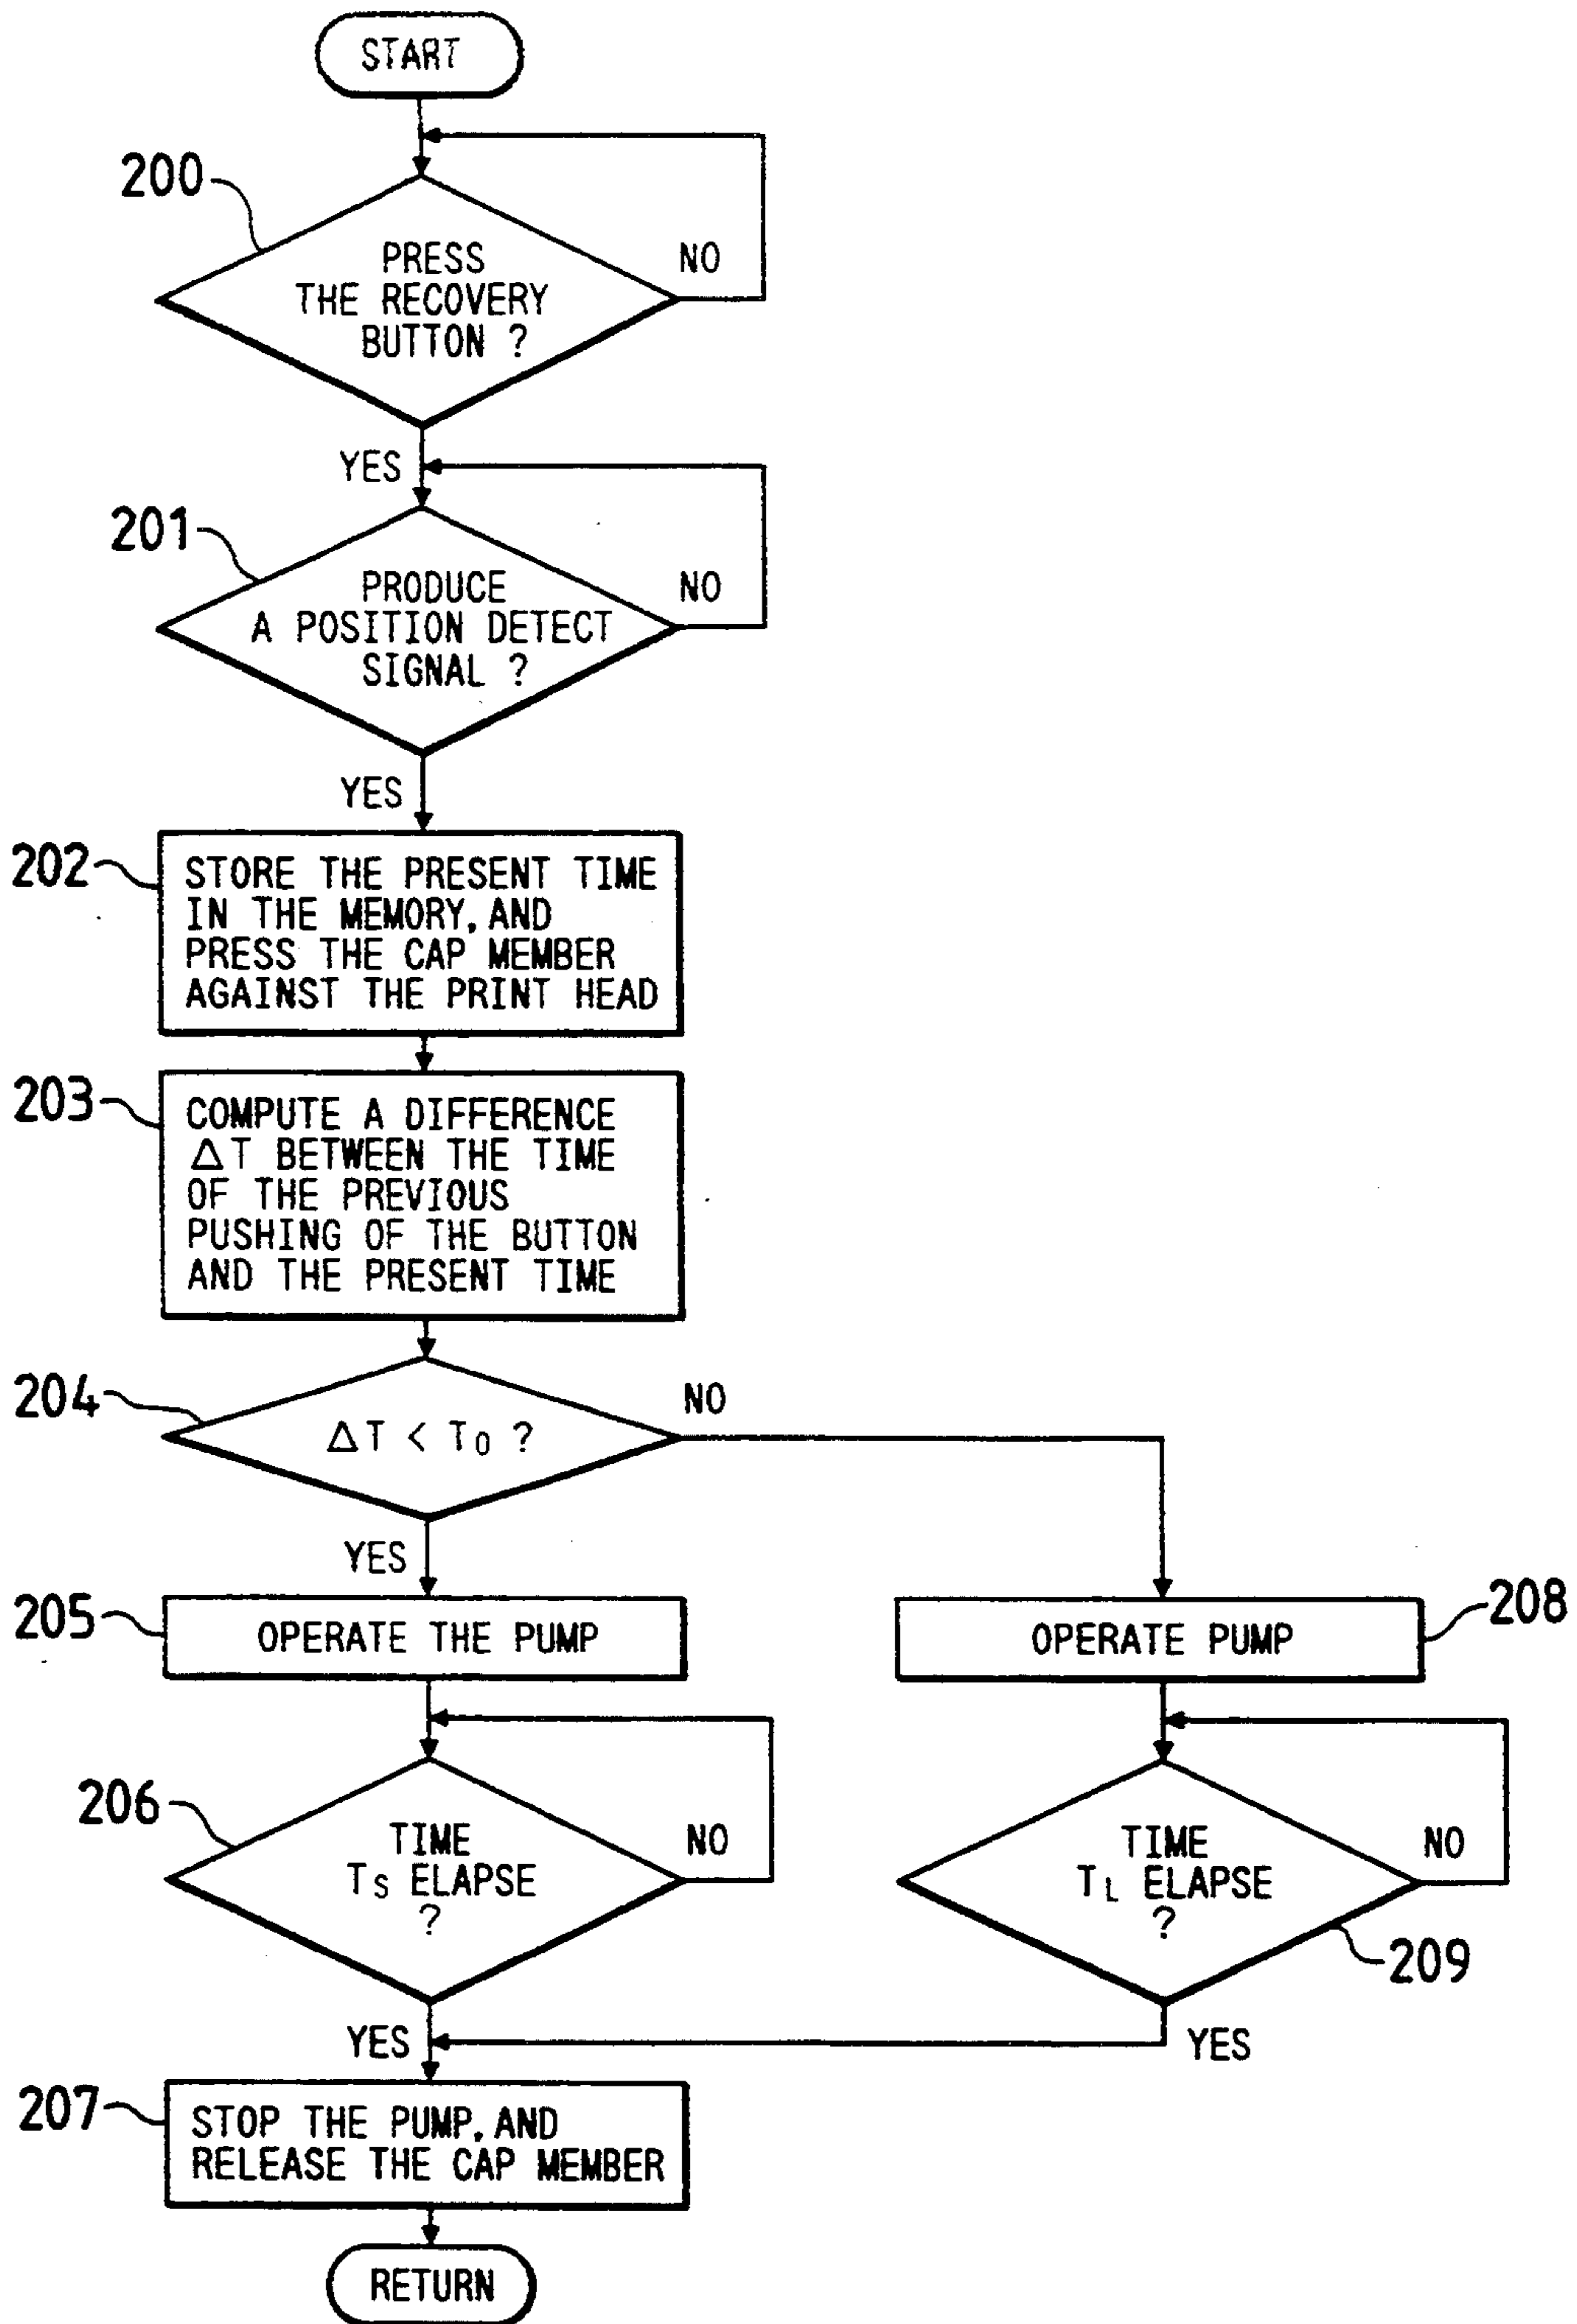 START
200
PRESS
THE RECOVERY
BUTTON ?
NO
YES
201
PRODUCE
A POSITION DETECT
SIGNAL ?
NO
YES
202
STORE THE PRESENT TIME
IN THE MEMORY, AND
PRESS THE CAP MEMBER
AGAINST THE PRINT HEAD
203
COMPUTE A DIFFERENCE
△T BETWEEN THE TIME
OF THE PREVIOUS
PUSHING OF THE BUTTON
AND THE PRESENT TIME
204
△T < T₀ ?
NO
YES
205
OPERATE THE PUMP
OPERATE PUMP
208
206
TIME
Tₛ ELAPSE
?
NO
TIME
T_L ELAPSE
?
NO
209
YES
YES
207
STOP THE PUMP, AND
RELEASE THE CAP MEMBER
RETURN